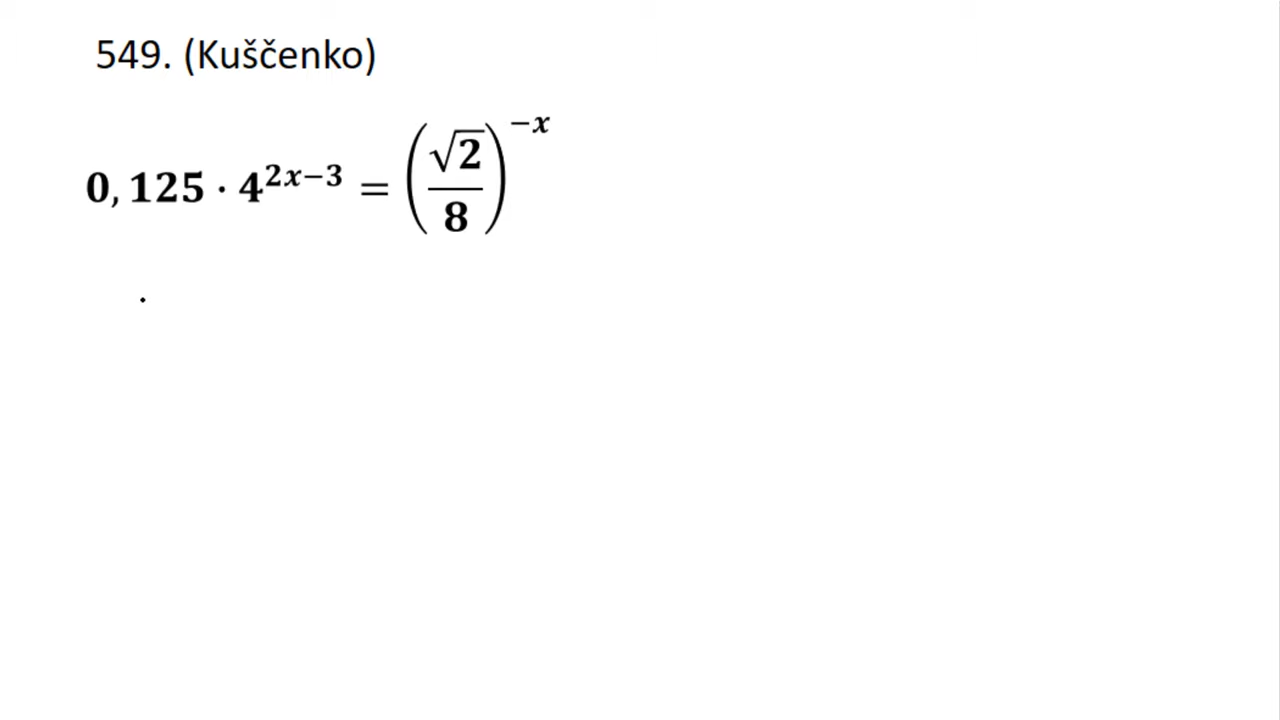 549. (Kuščenko)
0,125 · 4^{2x−3} = (√2/8)^{−x}